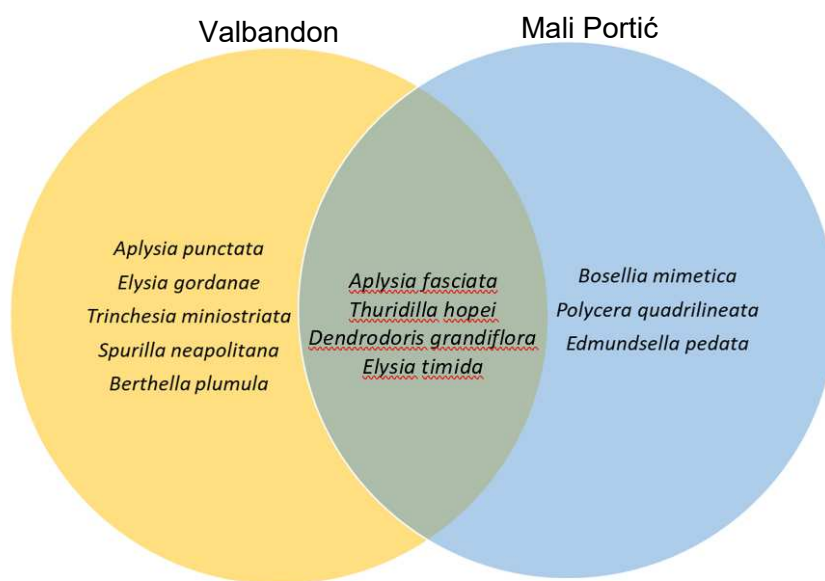 Valbandon
Mali Portić
Aplysia punctata
Elysia gordanae
Trinchesia miniostriata
Spurilla neapolitana
Berthella plumula
Aplysia fasciata
Thuridilla hopei
Dendrodoris grandiflora
Elysia timida
Bosellia mimetica
Polycera quadrilineata
Edmundsella pedata